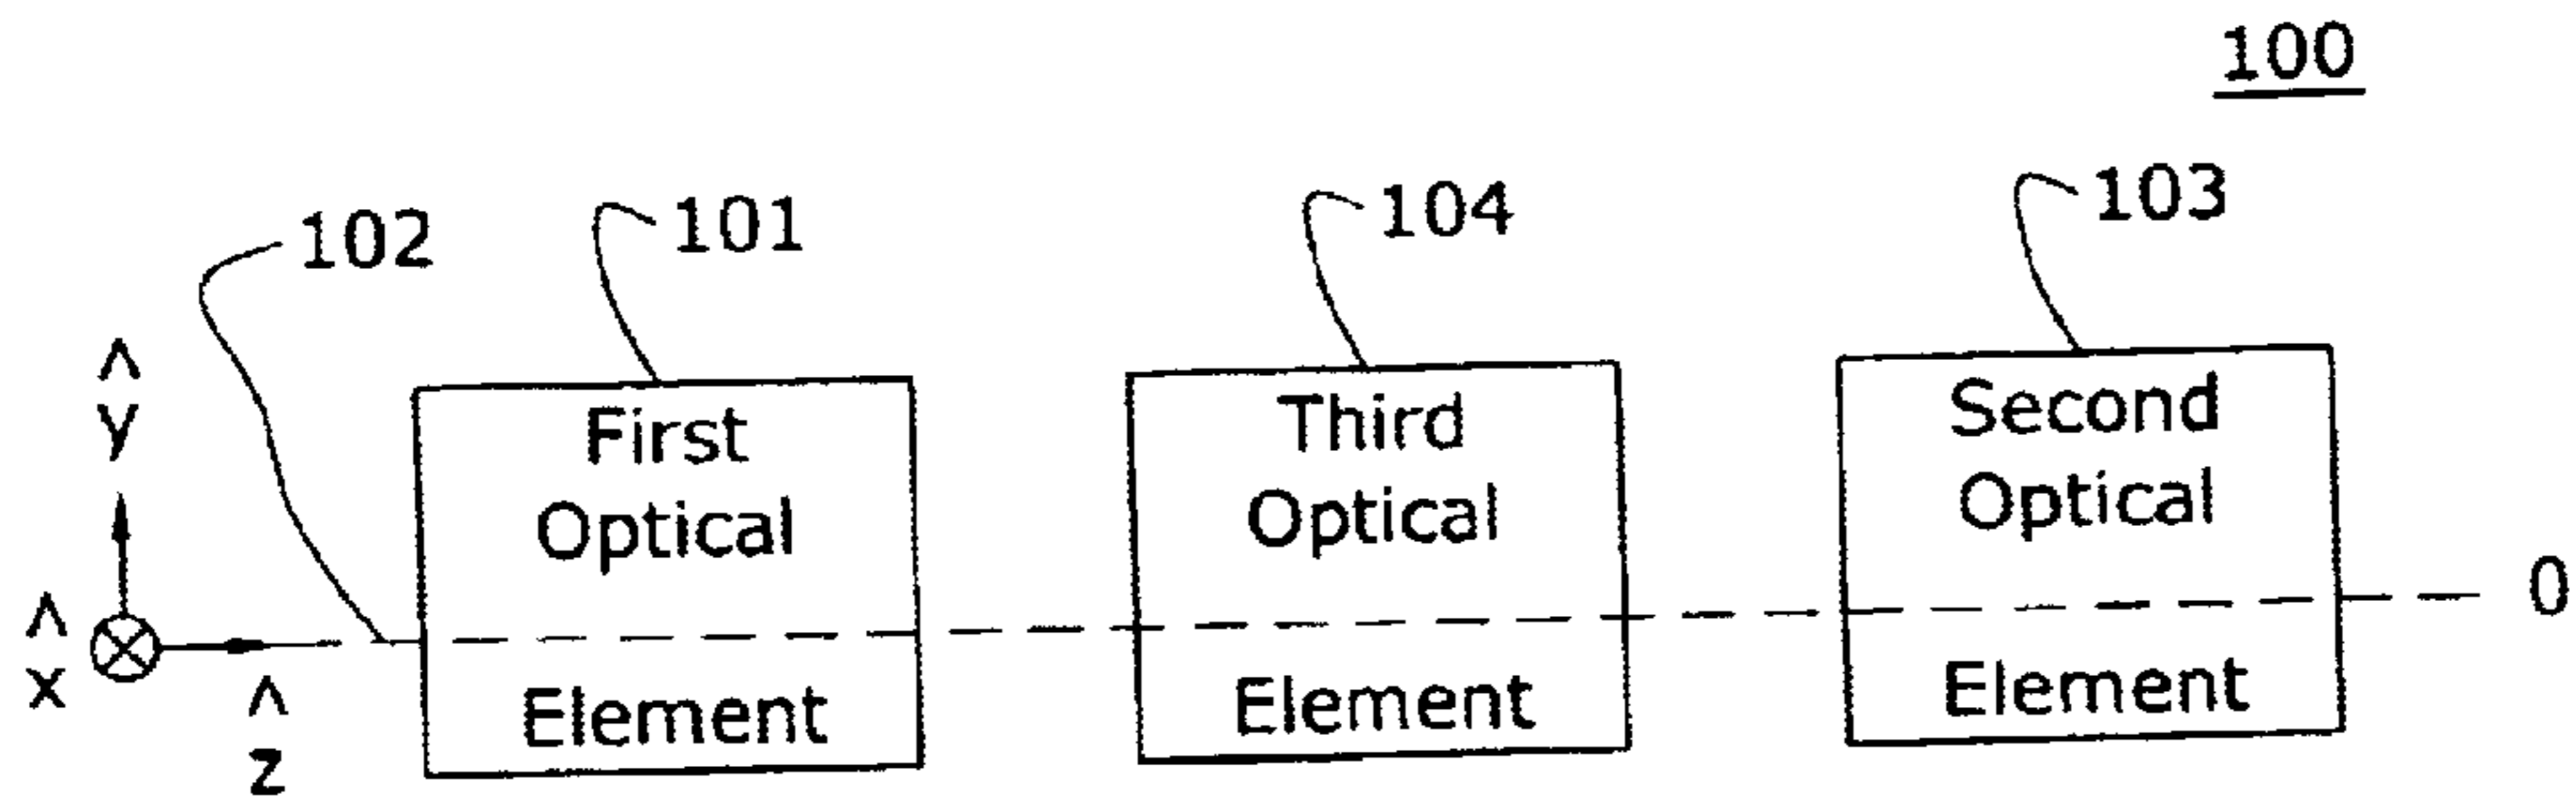 100
102
101
104
103
ŷ
First
Optical
Element
Third
Optical
Element
Second
Optical
Element
0
x̂
ẑ